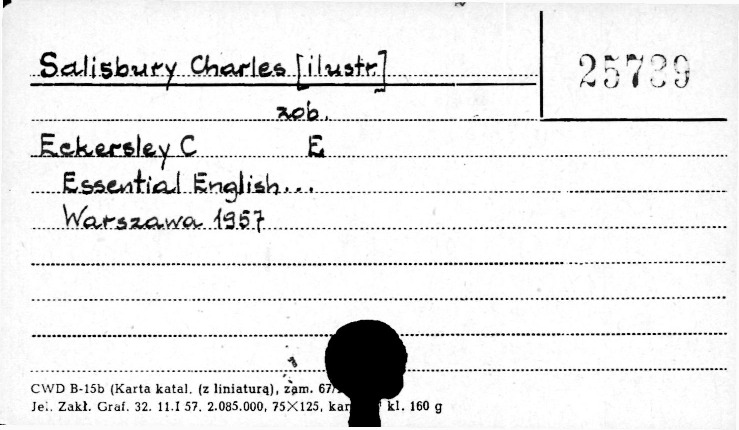 Salisbury Charles [ilustr.]
25789
zob.
Eckersley C E
Essential English...
Warszawa 1957
CWD B-15b (Karta katal. (z liniaturą), zam. 67/
Jel. Zakł. Graf. 32. 11.I 57. 2.085.000, 75×125, kar kl. 160 g